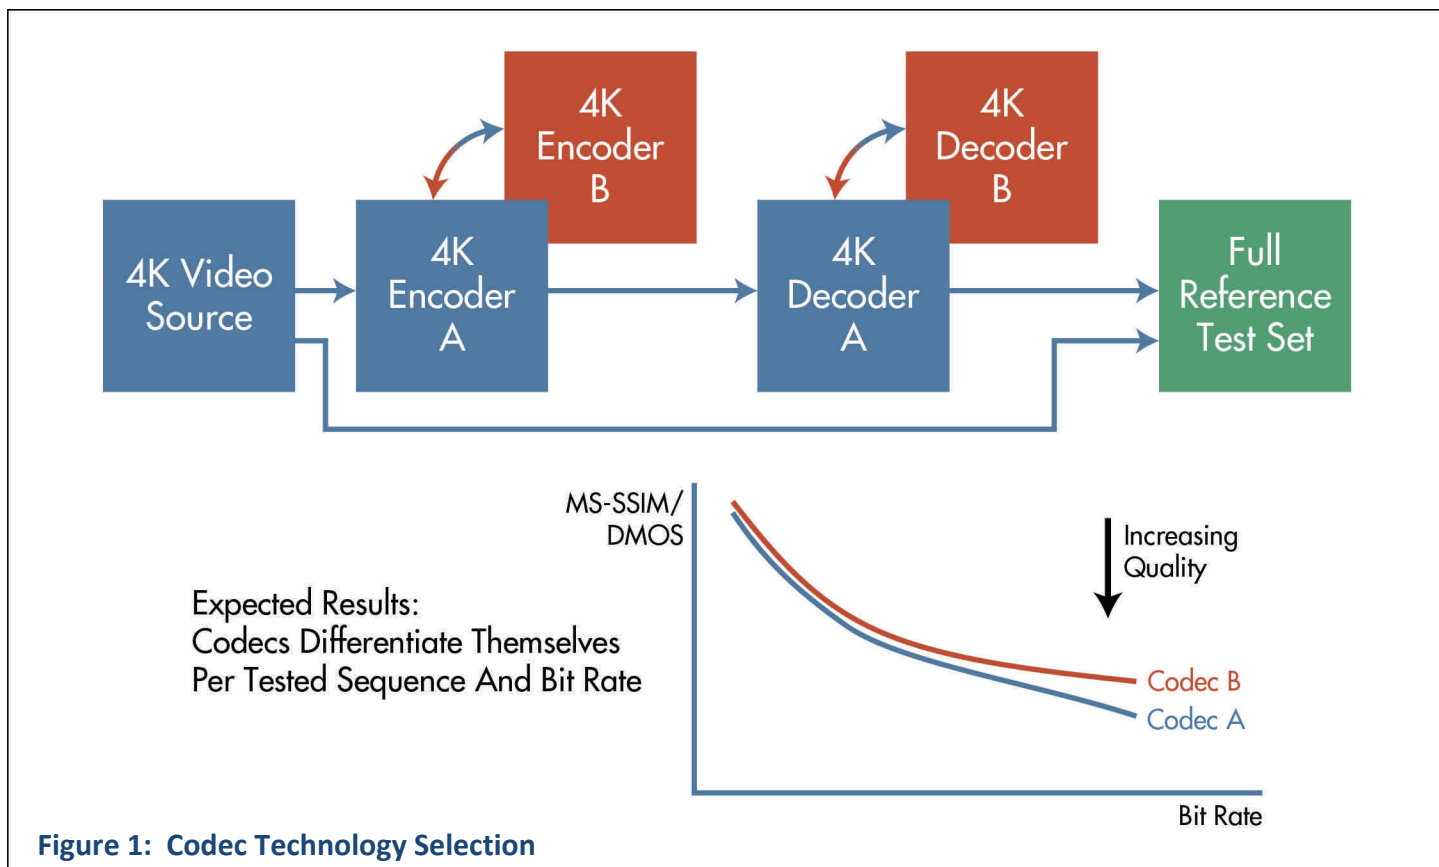 4K
Encoder
B
4K
Decoder
B
4K Video
Source
4K
Encoder
A
4K
Decoder
A
Full
Reference
Test Set
MS-SSIM/
DMOS
Increasing
Quality
Expected Results:
Codecs Differentiate Themselves
Per Tested Sequence And Bit Rate
Codec B
Codec A
Bit Rate
Figure 1:  Codec Technology Selection